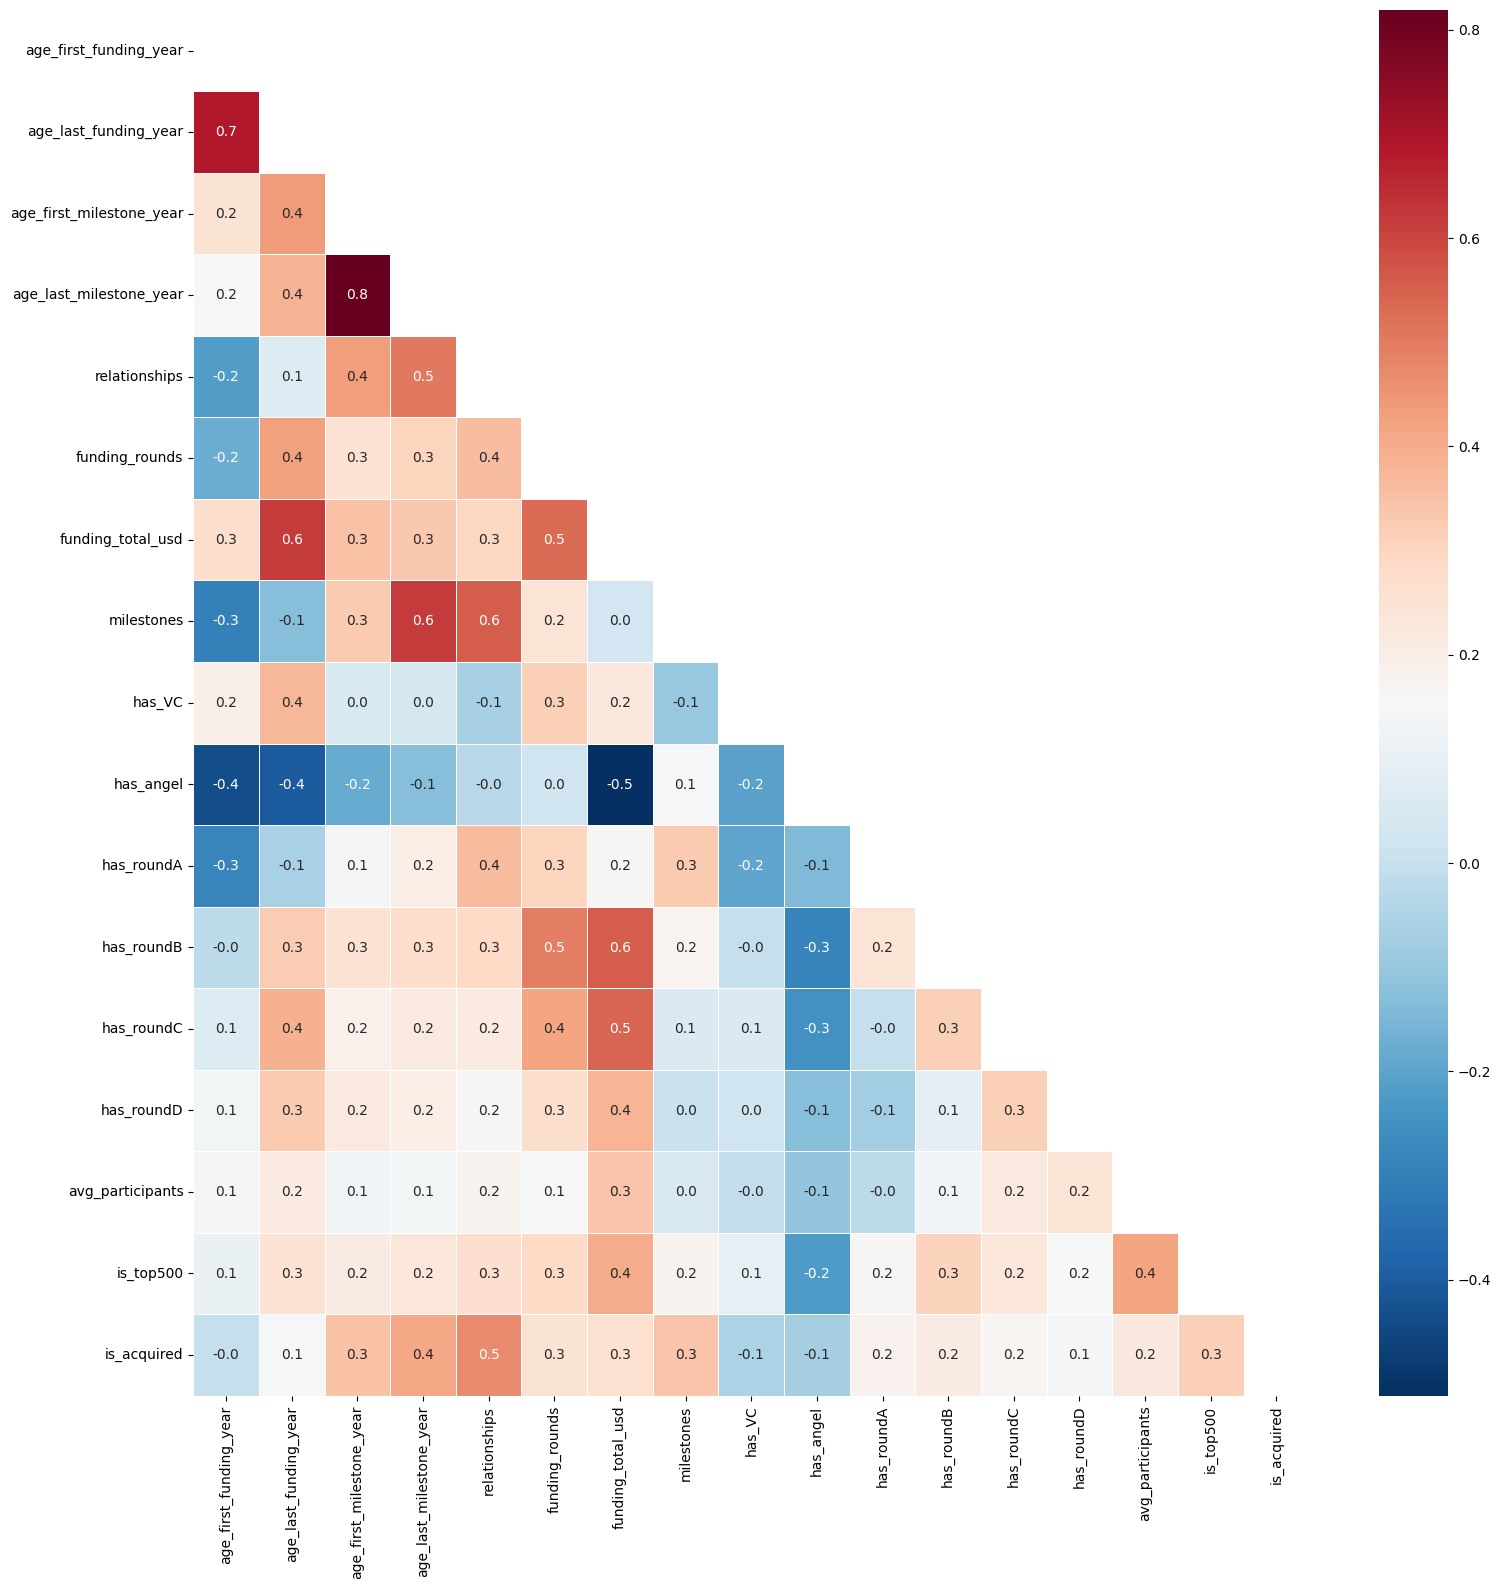 age_first_funding_year
age_last_funding_year 0.7
age_first_milestone_year 0.2 0.4
age_last_milestone_year 0.2 0.4 0.8
relationships -0.2 0.1 0.4 0.5
funding_rounds -0.2 0.4 0.3 0.3 0.4
funding_total_usd 0.3 0.6 0.3 0.3 0.3 0.5
milestones -0.3 -0.1 0.3 0.6 0.6 0.2 0.0
has_VC 0.2 0.4 0.0 0.0 -0.1 0.3 0.2 -0.1
has_angel -0.4 -0.4 -0.2 -0.1 -0.0 0.0 -0.5 0.1 -0.2
has_roundA -0.3 -0.1 0.1 0.2 0.4 0.3 0.2 0.3 -0.2 -0.1
has_roundB -0.0 0.3 0.3 0.3 0.3 0.5 0.6 0.2 -0.0 -0.3 0.2
has_roundC 0.1 0.4 0.2 0.2 0.2 0.4 0.5 0.1 0.1 -0.3 -0.0 0.3
has_roundD 0.1 0.3 0.2 0.2 0.2 0.3 0.4 0.0 0.0 -0.1 -0.1 0.1 0.3
avg_participants 0.1 0.2 0.1 0.1 0.2 0.1 0.3 0.0 -0.0 -0.1 -0.0 0.1 0.2 0.2
is_top500 0.1 0.3 0.2 0.2 0.3 0.3 0.4 0.2 0.1 -0.2 0.2 0.3 0.2 0.2 0.4
is_acquired -0.0 0.1 0.3 0.4 0.5 0.3 0.3 0.3 -0.1 -0.1 0.2 0.2 0.2 0.1 0.2 0.3
age_first_funding_year
age_last_funding_year
age_first_milestone_year
age_last_milestone_year
relationships
funding_rounds
funding_total_usd
milestones
has_VC
has_angel
has_roundA
has_roundB
has_roundC
has_roundD
avg_participants
is_top500
is_acquired
0.8
0.6
0.4
0.2
0.0
−0.2
−0.4